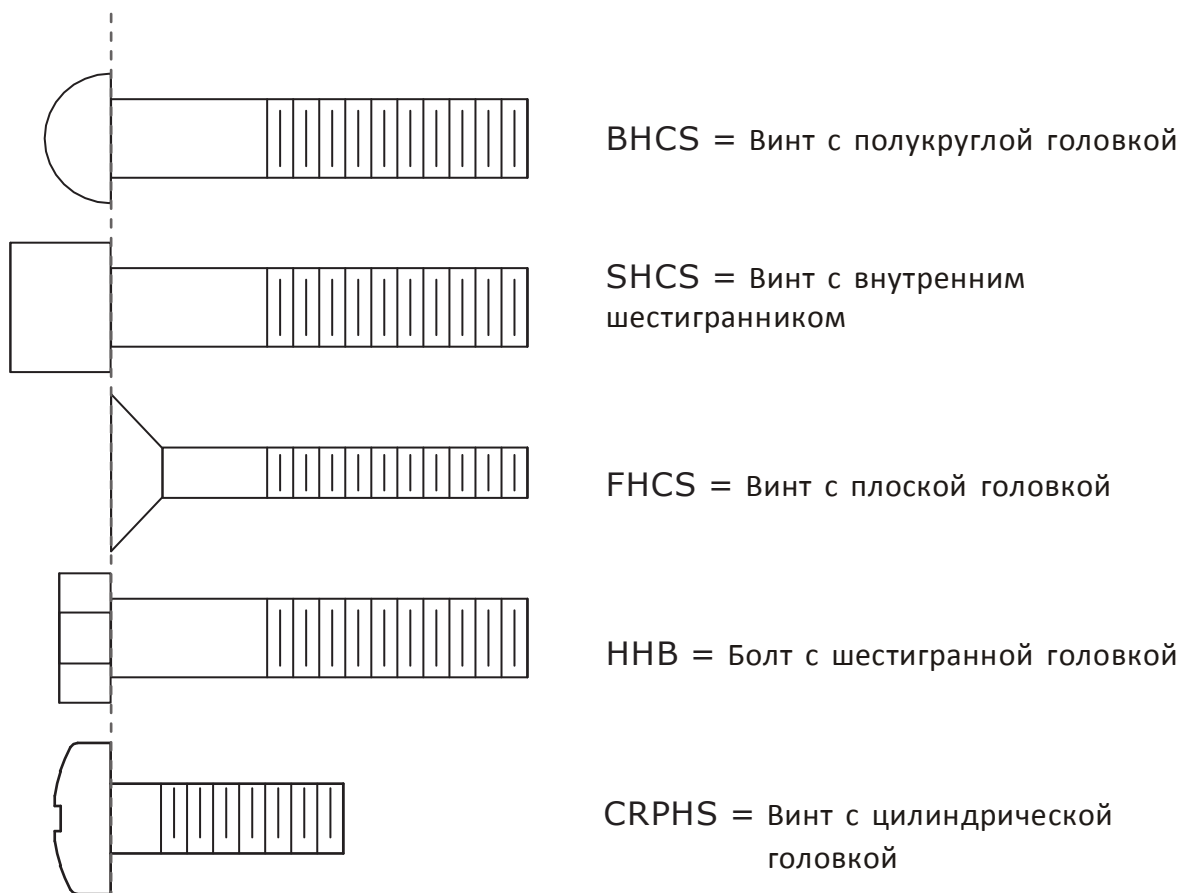 BHCS = Винт с полукруглой головкой
SHCS = Винт с внутренним
шестигранником
FHCS = Винт с плоской головкой
HHB = Болт с шестигранной головкой
CRPHS = Винт с цилиндрической
головкой